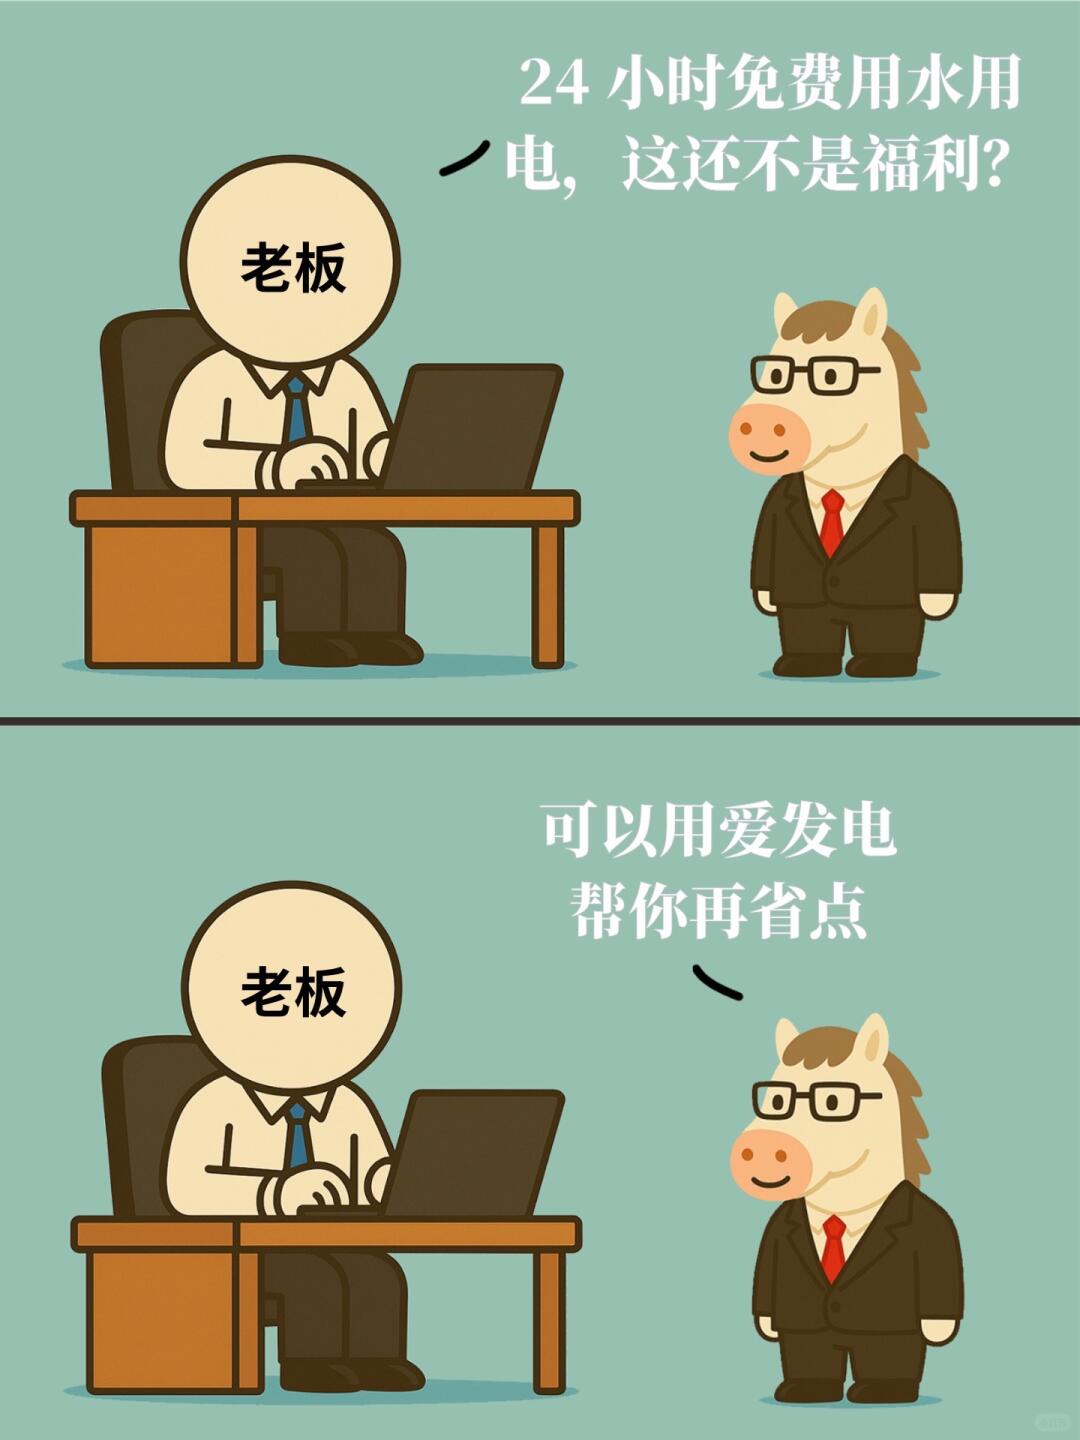 24 小时免费用水用
电，这还不是福利？
老板
可以用爱发电
帮你再省点
老板